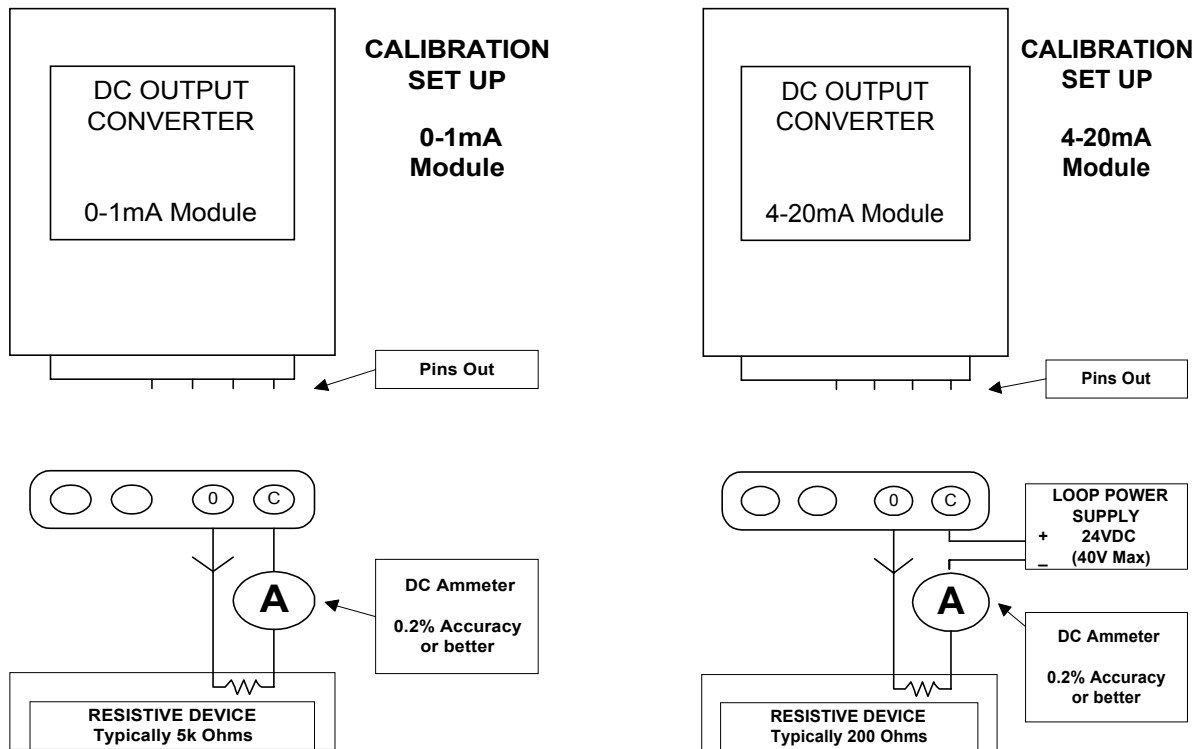 CALIBRATION
SET UP
0-1mA
Module
DC OUTPUT
CONVERTER
0-1mA Module
Pins Out
0
C
A
DC Ammeter
0.2% Accuracy
or better
RESISTIVE DEVICE
Typically 5k Ohms
CALIBRATION
SET UP
4-20mA
Module
DC OUTPUT
CONVERTER
4-20mA Module
Pins Out
0
C
LOOP POWER
SUPPLY
+ 24VDC
_ (40V Max)
A
DC Ammeter
0.2% Accuracy
or better
RESISTIVE DEVICE
Typically 200 Ohms